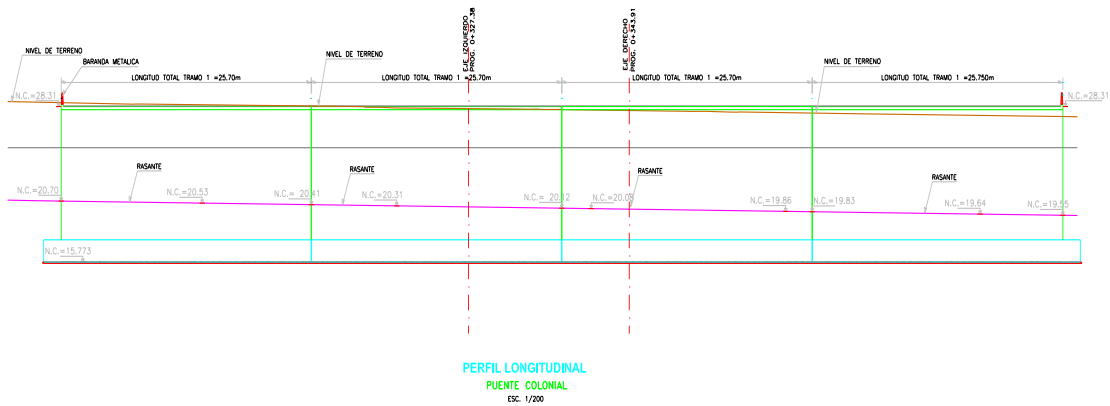 EJE IZQUIERDO
PROG. 0+327.38
EJE DERECHO
PROG. 0+343.91
NIVEL DE TERRENO
BARANDA METALICA
NIVEL DE TERRENO
NIVEL DE TERRENO
LONGITUD TOTAL TRAMO 1 =25.70m
LONGITUD TOTAL TRAMO 1 =25.70m
LONGITUD TOTAL TRAMO 1 =25.70m
LONGITUD TOTAL TRAMO 1 =25.750m
N.C.=28.31
N.C.=28.31
RASANTE
RASANTE
RASANTE
RASANTE
N.C.=20.70
N.C.=20.53
N.C.= 20.41
N.C.=20.31
N.C.= 20.12
N.C.=20.08
N.C.=19.86
N.C.=19.83
N.C.=19.64
N.C.=19.55
N.C.=15.773
PERFIL LONGITUDINAL
PUENTE COLONIAL
ESC. 1/200